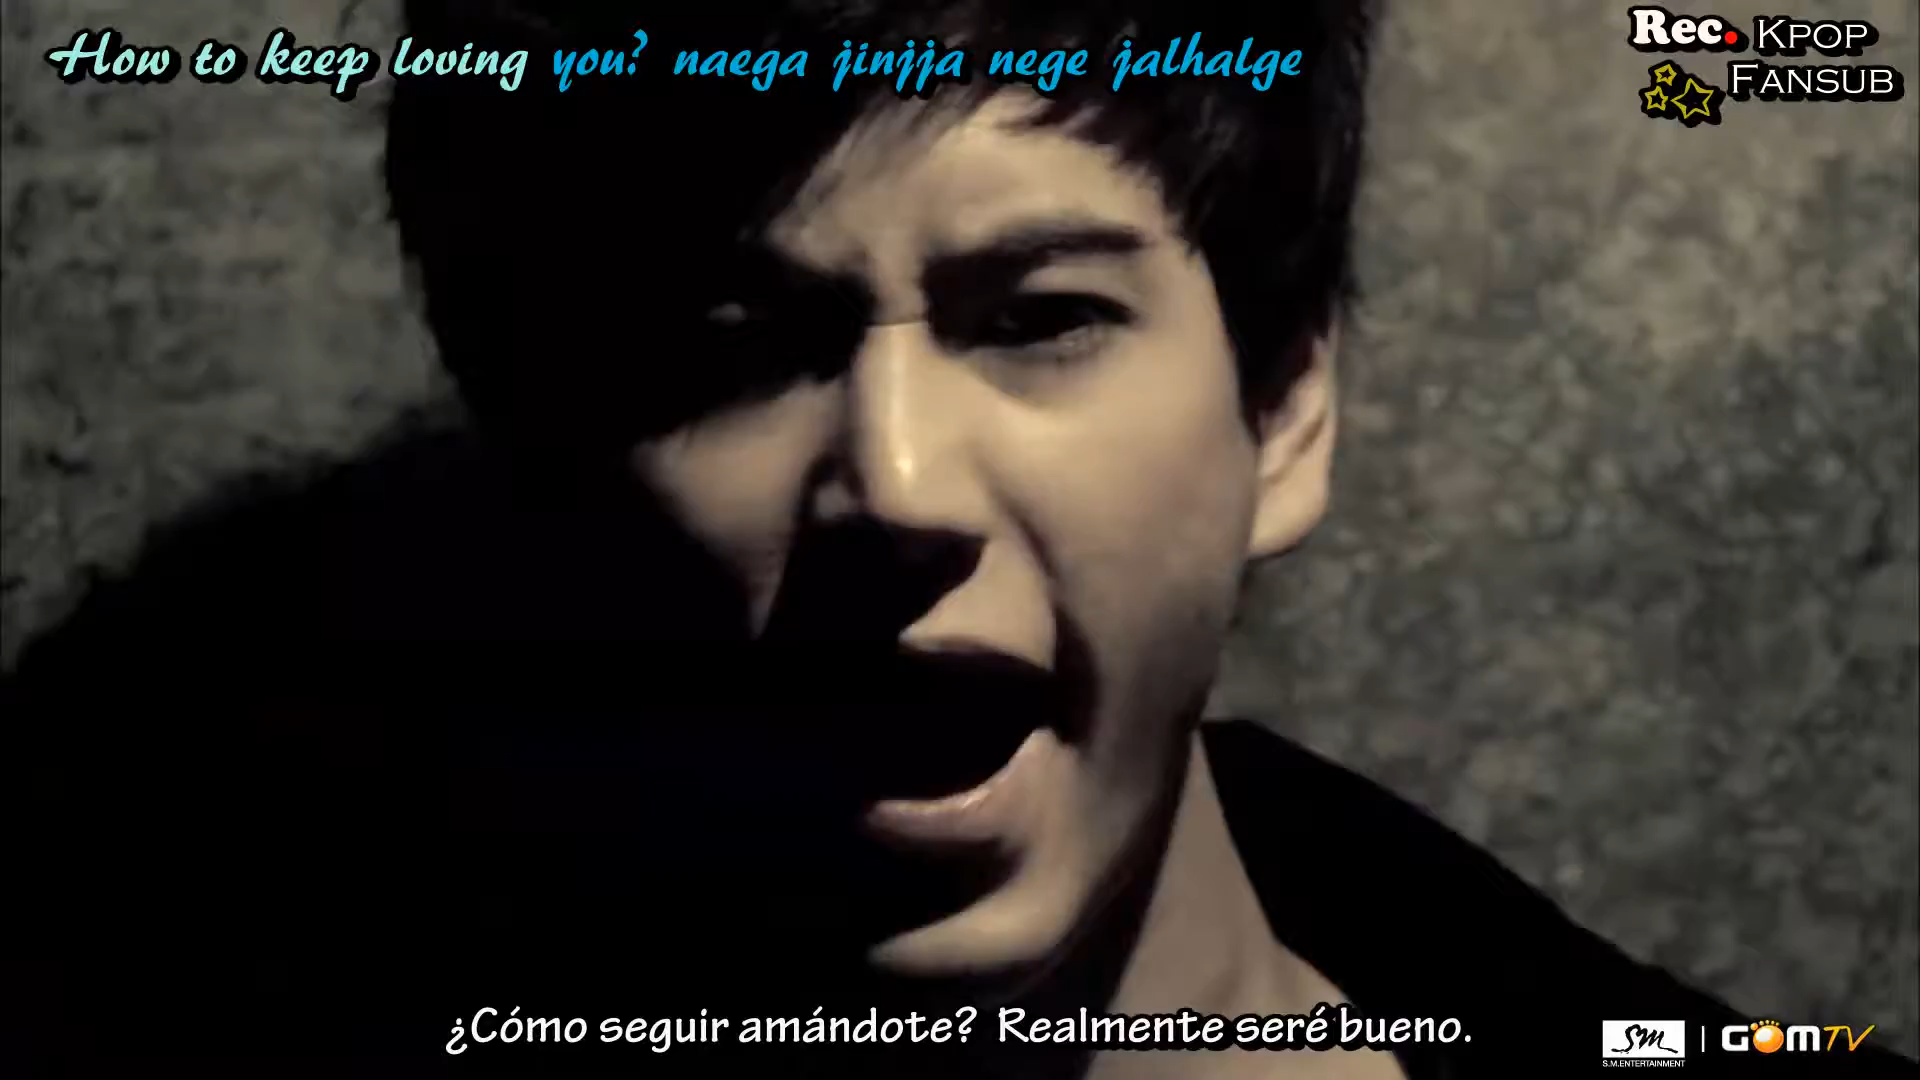 How to keep loving you? naega jinjja nege jalhalge
Rec. KPOP
FANSUB
¿Cómo seguir amándote? Realmente seré bueno.
SM
S.M.ENTERTAINMENT
GOMTV